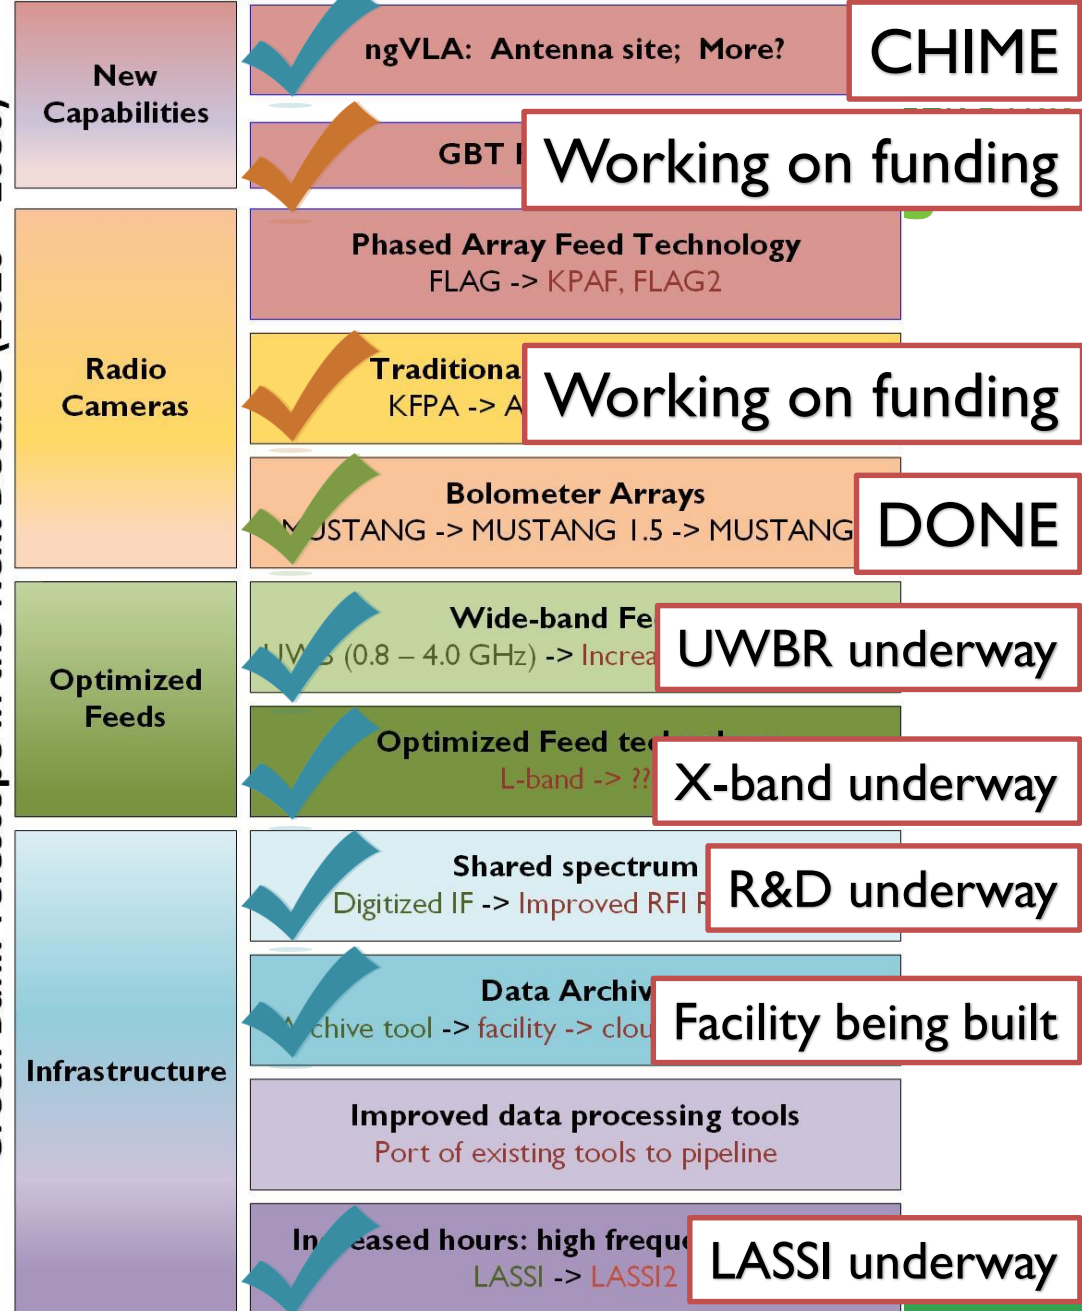 New
Capabilities
ngVLA: Antenna site; More?
CHIME
GBT
Working on funding
Radio
Cameras
Phased Array Feed Technology
FLAG -> KPAF, FLAG2
Traditiona
KFPA -> A
Working on funding
Bolometer Arrays
MUSTANG -> MUSTANG 1.5 -> MUSTANG
DONE
Optimized
Feeds
Wide-band Fe
UWB (0.8 – 4.0 GHz) -> Increa
UWBR underway
Optimized Feed
L-band -> ??
X-band underway
Infrastructure
Shared spectrum
Digitized IF -> Improved RFI
R&D underway
Data Archiv
Archive tool -> facility -> clou
Facility being built
Improved data processing tools
Port of existing tools to pipeline
Increased hours: high freque
LASSI -> LASSI2
LASSI underway